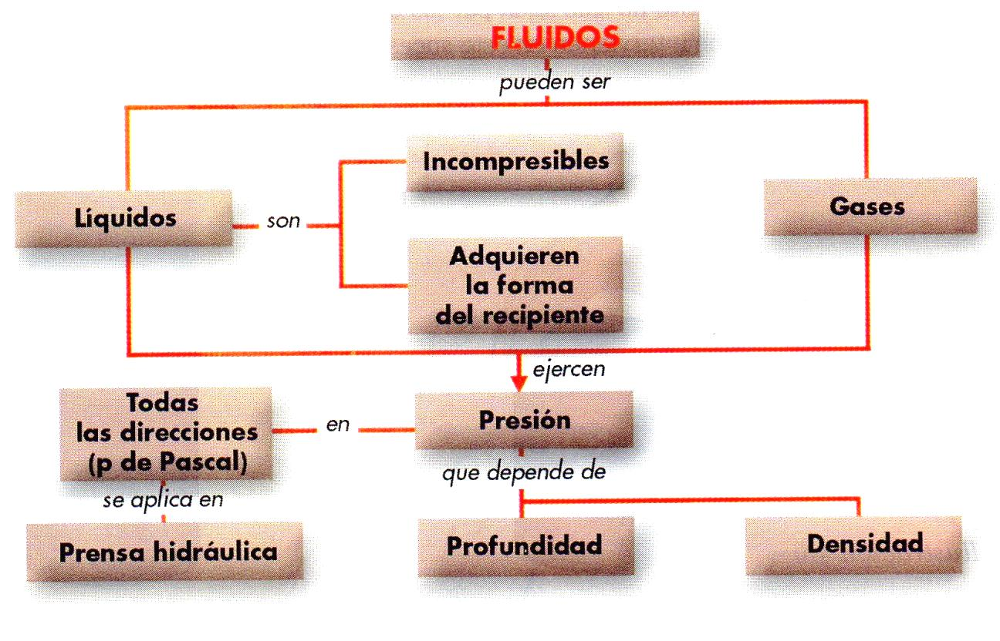 FLUIDOS
pueden ser
Incompresibles
Líquidos
son
Gases
Adquieren
la forma
del recipiente
ejercen
Todas
las direcciones
(p de Pascal)
en
Presión
que depende de
se aplica en
Prensa hidráulica
Profundidad
Densidad